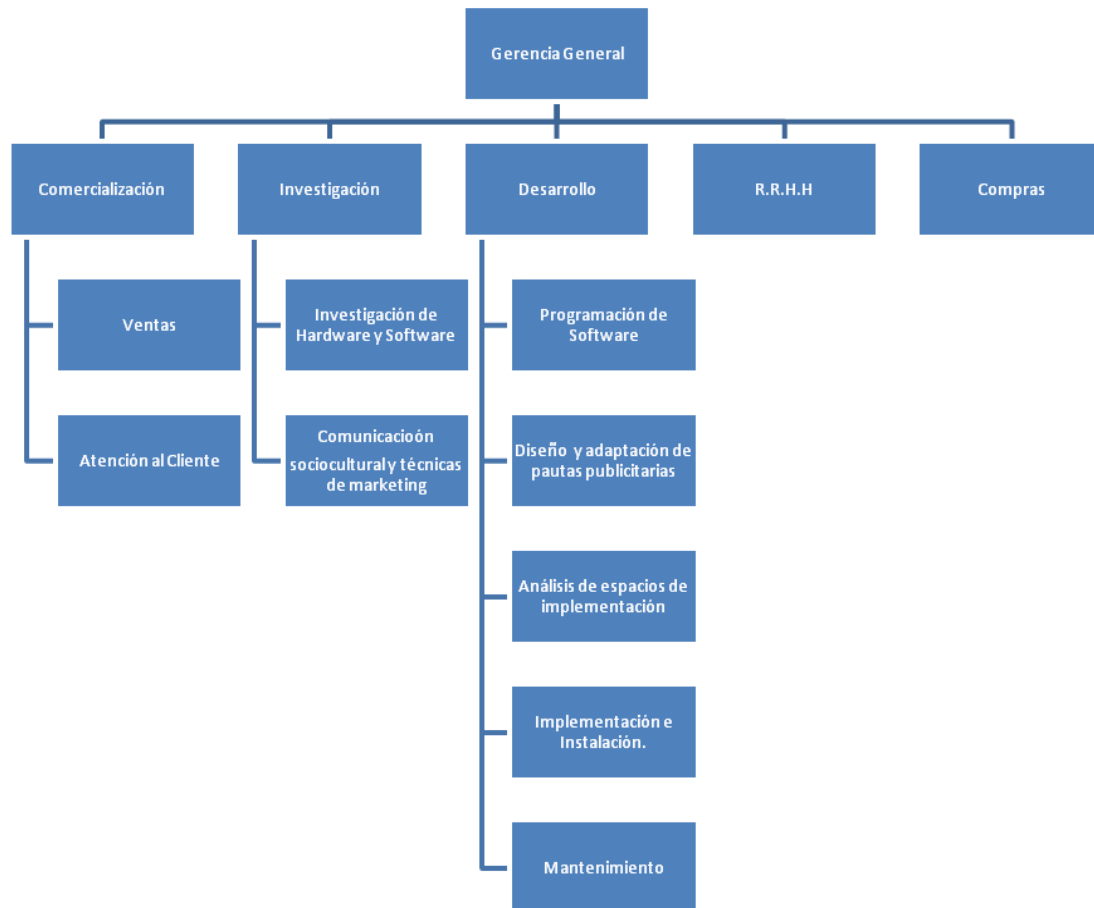 Gerencia General
Comercialización
Investigación
Desarrollo
R.R.H.H
Compras
Ventas
Investigación de
Hardware y Software
Programación de
Software
Atención al Cliente
Comunicacioón
sociocultural y técnicas
de marketing
Diseño y adaptación de
pautas publicitarias
Análisis de espacios de
implementación
Implementación e
Instalación.
Mantenimiento